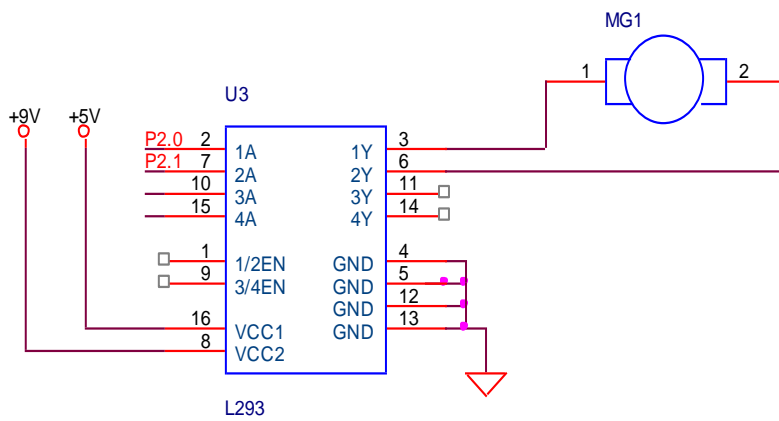 MG1
1
2
U3
+9V
+5V
P2.0 2 1A 1Y 3
P2.1 7 2A 2Y 6
10 3A 3Y 11
15 4A 4Y 14
1 1/2EN GND 4
9 3/4EN GND 5
GND 12
16 VCC1 GND 13
8 VCC2
L293